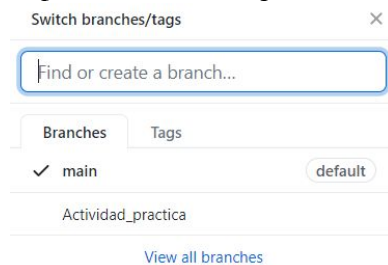 Switch branches/tags
Find or create a branch...
Branches Tags
main default
Actividad_practica
View all branches